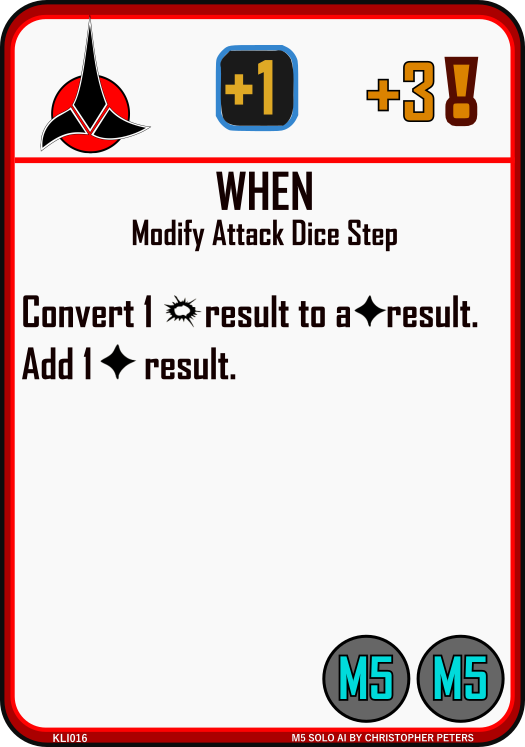 +1 +3!
WHEN
Modify Attack Dice Step
Convert 1 result to a result.
Add 1 result.
M5 M5
KLI016 M5 SOLO AI BY CHRISTOPHER PETERS